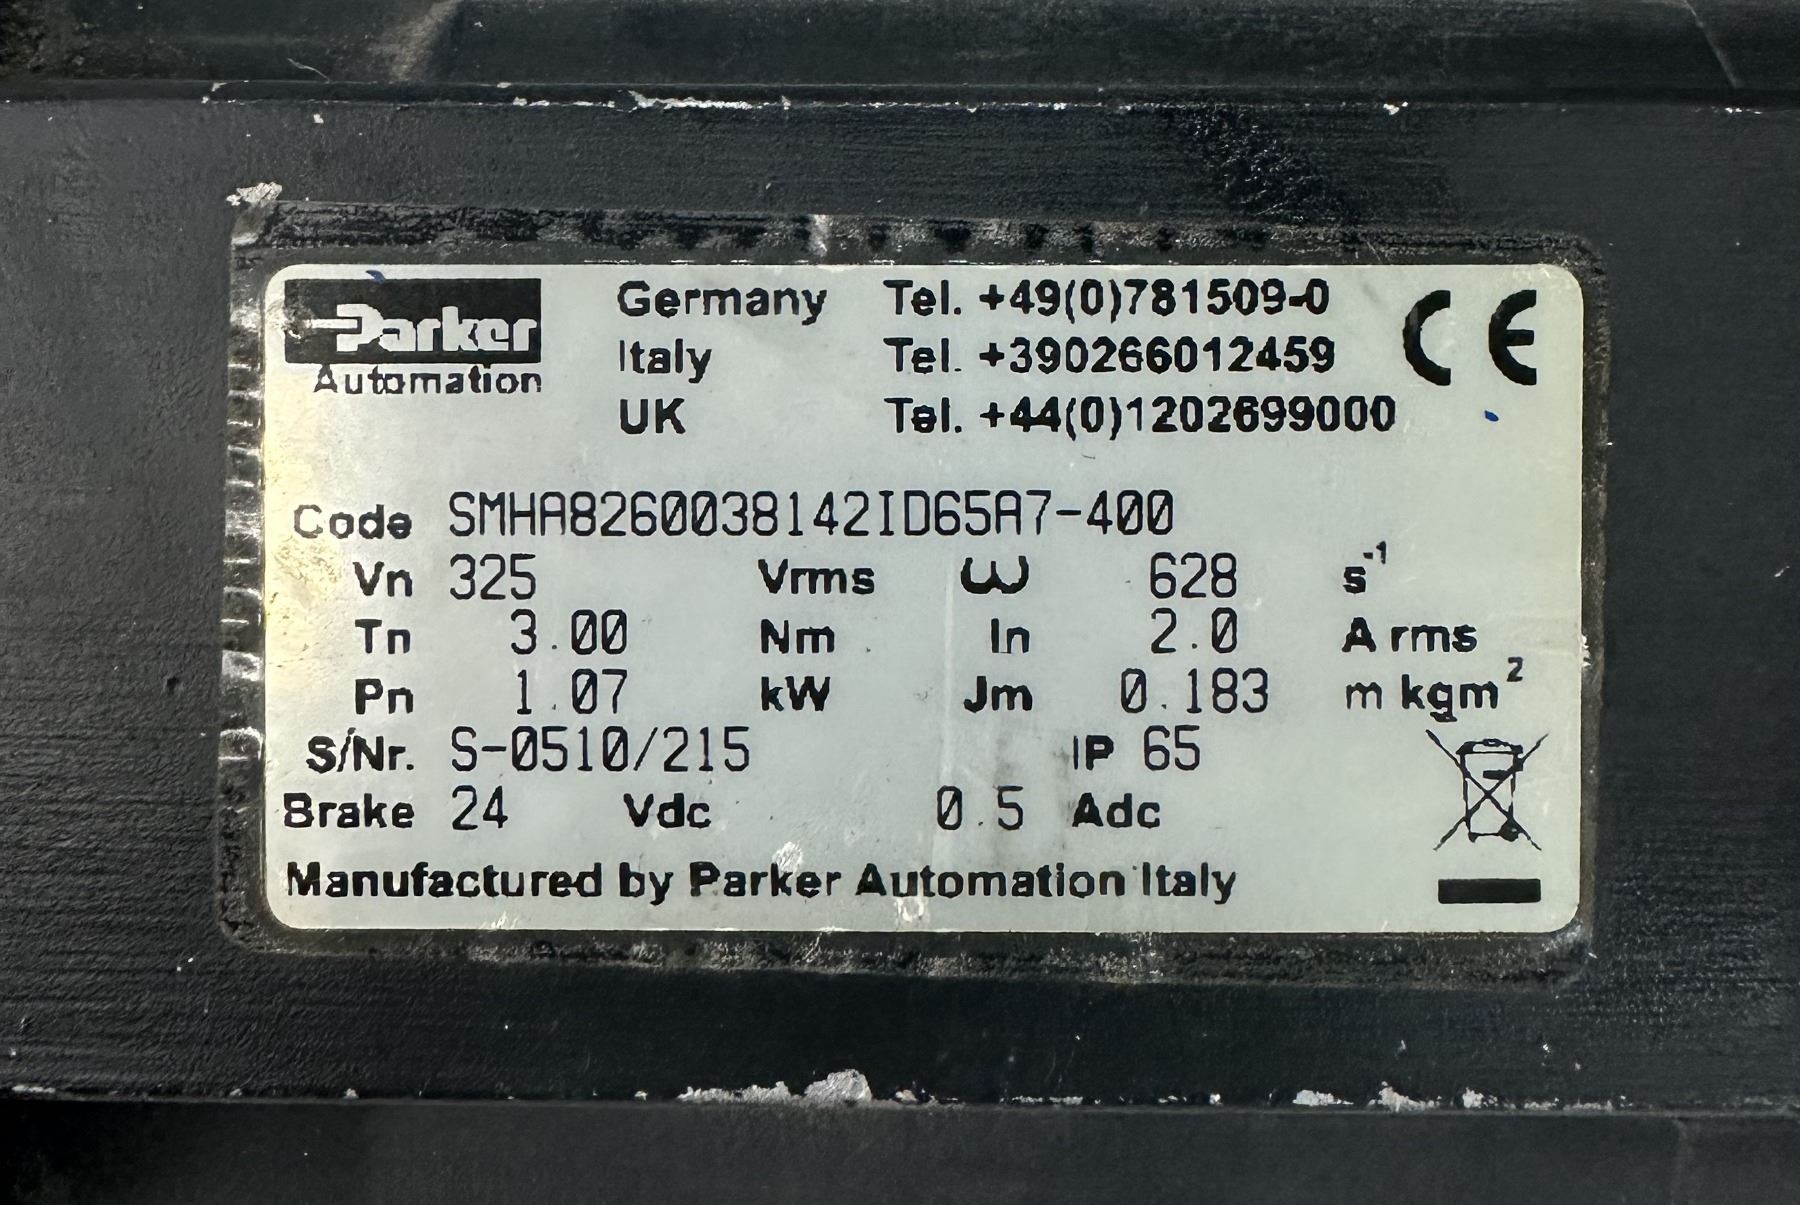 Parker Germany Tel. +49(0)781509-0 CE
Automation Italy Tel. +390266012459
UK Tel. +44(0)1202699000
Code SMHA8260038142ID65A7-400
Vn 325 Vrms ω 628 s⁻¹
Tn 3.00 Nm In 2.0 A rms
Pn 1.07 kW Jm 0.183 m kgm²
S/Nr. S-0510/215 IP 65
Brake 24 Vdc 0.5 Adc
Manufactured by Parker Automation Italy